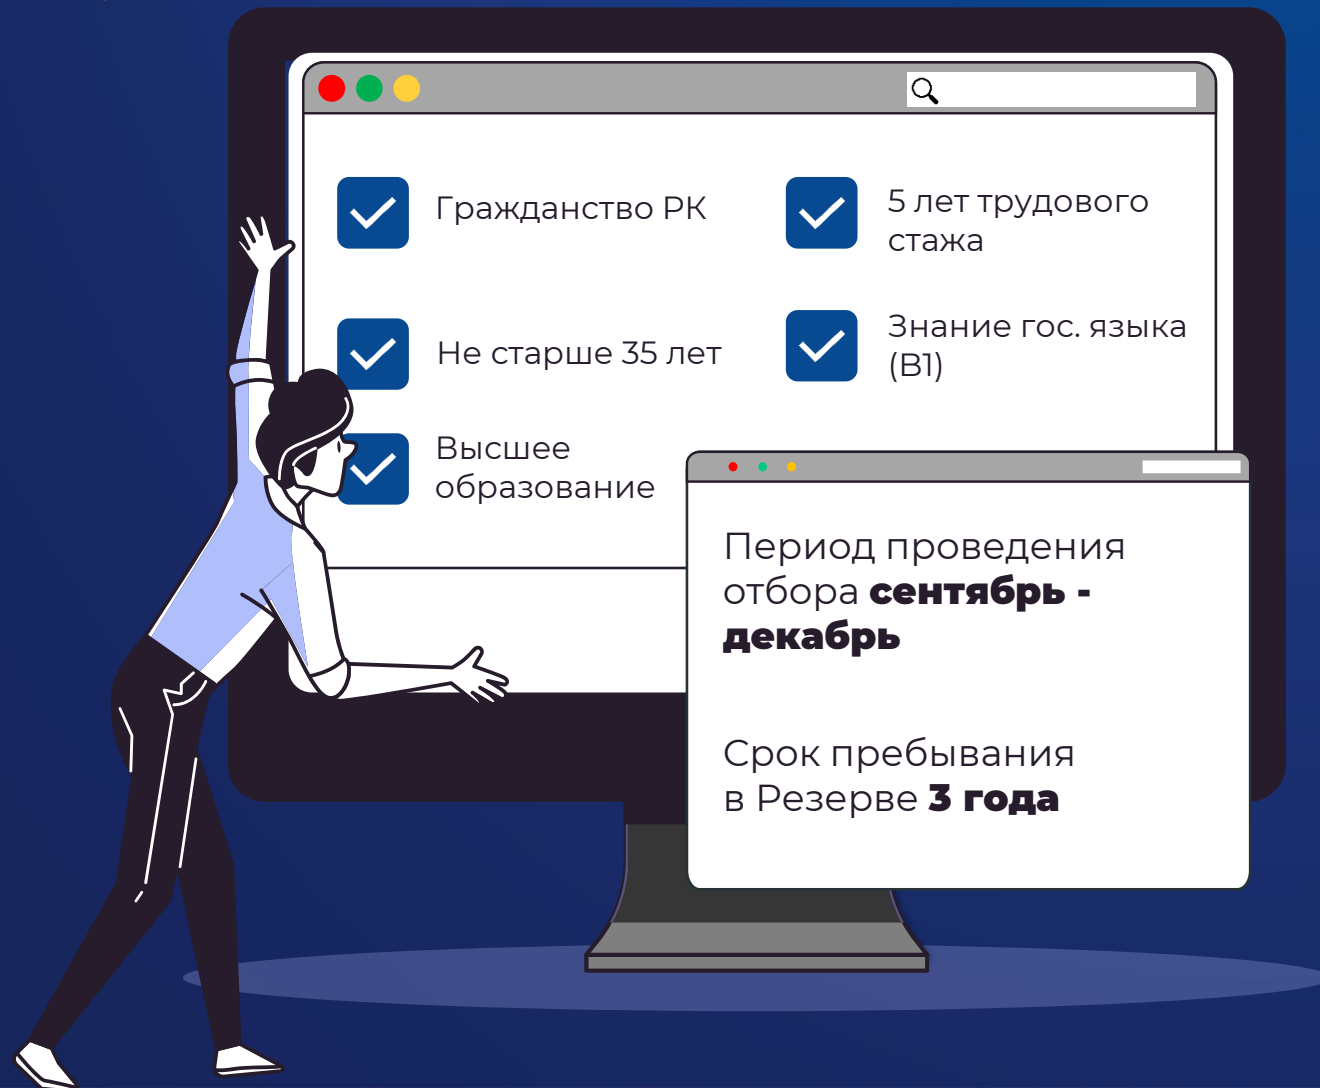 Гражданство РК
Не старше 35 лет
Высшее
образование
5 лет трудового
стажа
Знание гос. языка
(B1)
Период проведения
отбора сентябрь -
декабрь
Срок пребывания
в Резерве 3 года